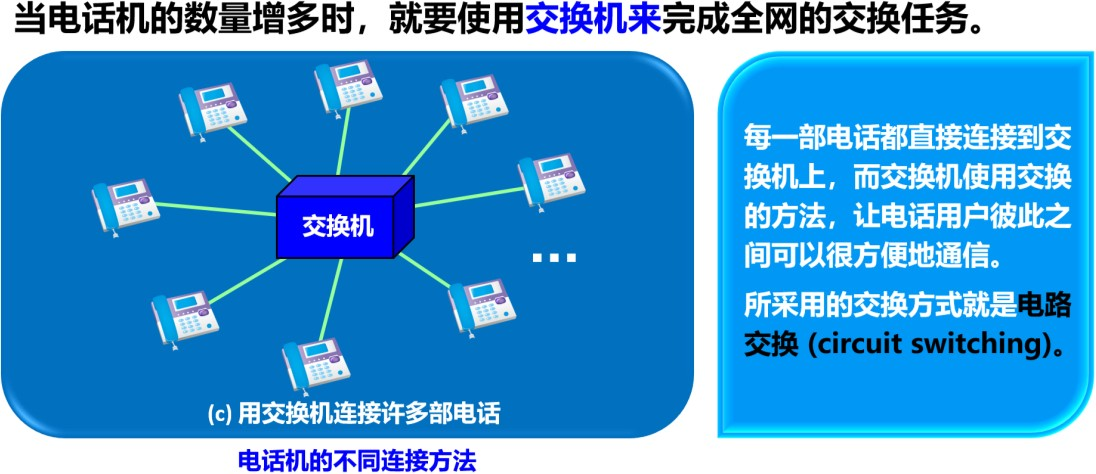 当电话机的数量增多时，就要使用交换机来完成全网的交换任务。
交换机
...
(c) 用交换机连接许多部电话
电话机的不同连接方法
每一部电话都直接连接到交
换机上，而交换机使用交换
的方法，让电话用户彼此之
间可以很方便地通信。
所采用的交换方式就是电路
交换 (circuit switching)。